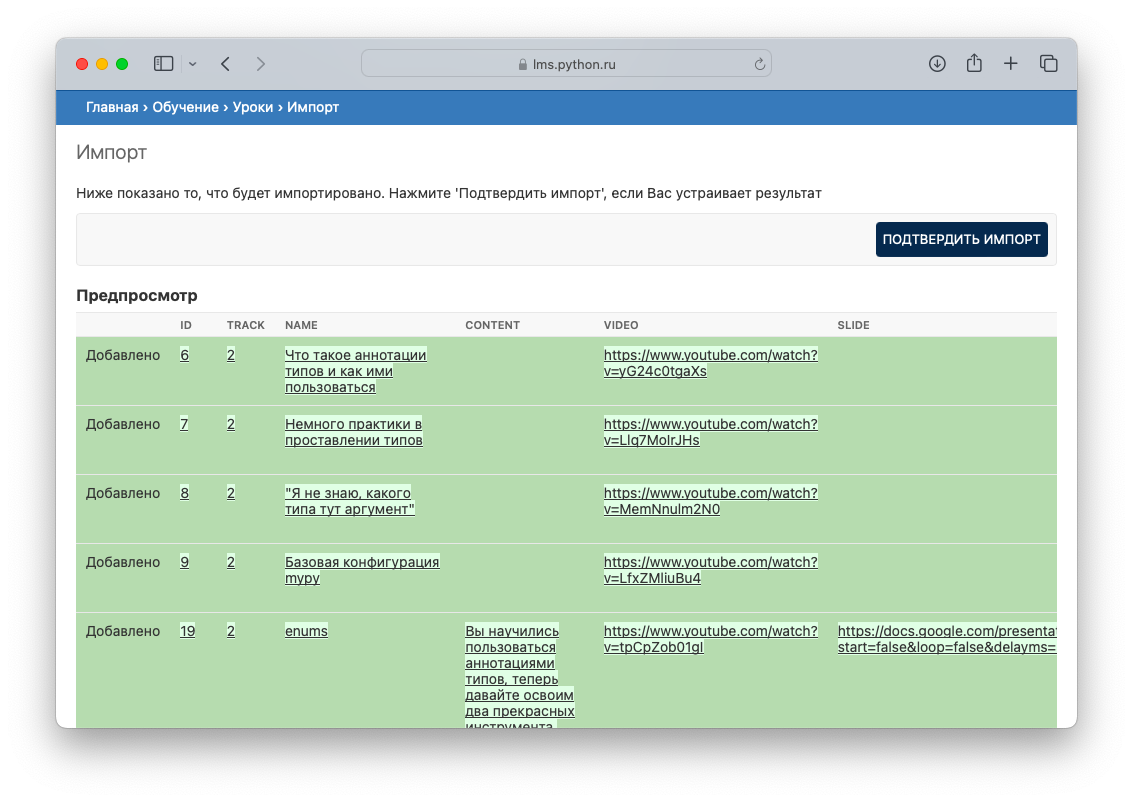 lms.python.ru
Главная › Обучение › Уроки › Импорт
Импорт
Ниже показано то, что будет импортировано. Нажмите 'Подтвердить импорт', если Вас устраивает результат
ПОДТВЕРДИТЬ ИМПОРТ
Предпросмотр
ID TRACK NAME CONTENT VIDEO SLIDE
Добавлено 6 2 Что такое аннотации https://www.youtube.com/watch?
типов и как ими v=yG24c0tgaXs
пользоваться
Добавлено 7 2 Немного практики в https://www.youtube.com/watch?
проставлении типов v=Llq7MolrJHs
Добавлено 8 2 "Я не знаю, какого https://www.youtube.com/watch?
типа тут аргумент" v=MemNnulm2N0
Добавлено 9 2 Базовая конфигурация https://www.youtube.com/watch?
mypy v=LfxZMliuBu4
Добавлено 19 2 enums Вы научились https://www.youtube.com/watch? https://docs.google.com/presentat
пользоваться v=tpCpZob01gI start=false&loop=false&delayms=
аннотациями
типов, теперь
давайте освоим
два прекрасных
инструмента